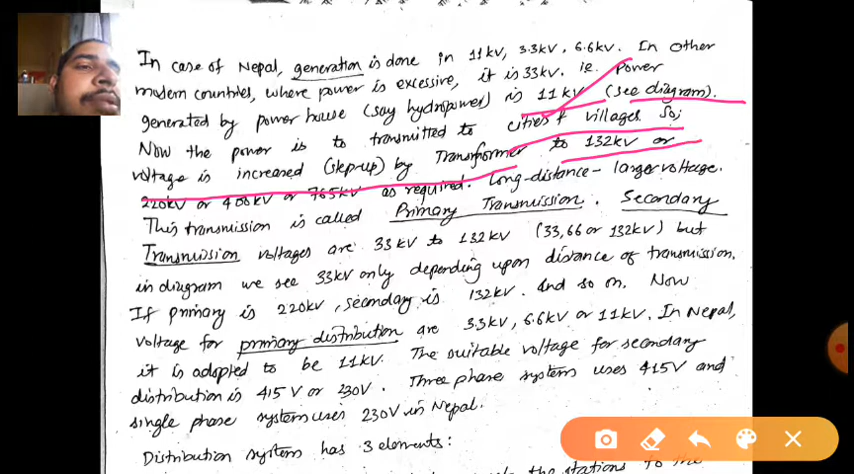 In case of Nepal, generation is done in 11kV, 3.3kV, 6.6kV. In other
modern countries, where power is excessive, it is 33kV. i.e. Power
generated by power house (say hydropower) is 11kV (see diagram).
Now the power is to transmitted to cities & villages so;
voltage is increased (step-up) by Transformer to 132kV or
220kV or 400kV or 765kV as required. Long-distance - larger voltage.
This transmission is called Primary Transmission. Secondary
Transmission voltages are 33kV to 132kV (33,66 or 132kV) but
in diagram we see 33kV only depending upon distance of transmission.
If primary is 220kV, secondary is 132kV. And so on. Now
voltage for primary distribution are 3.3kV, 6.6kV or 11kV. In Nepal,
it is adopted to be 11kV. The suitable voltage for secondary
distribution is 415V or 230V. Three phase system uses 415V and
single phase system uses 230V in Nepal.
Distribution system has 3 elements:
the stations to the